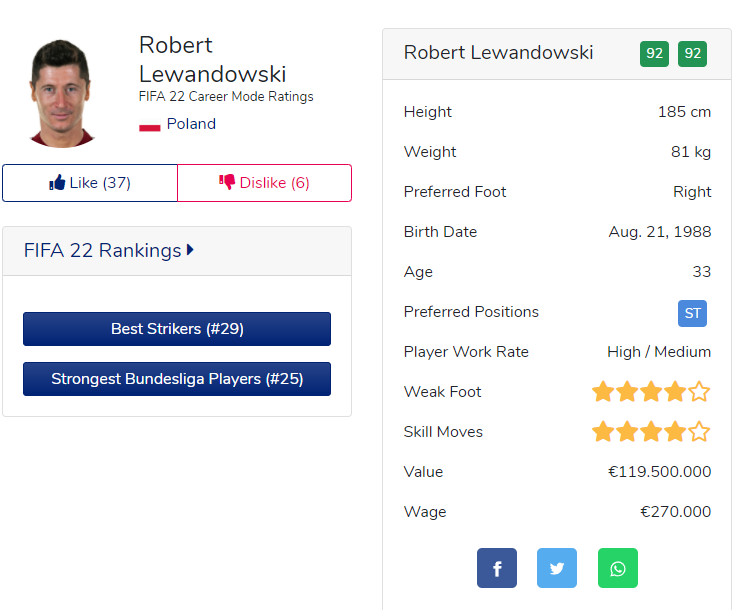 Robert
Lewandowski
FIFA 22 Career Mode Ratings
Poland
Like (37)
Dislike (6)
FIFA 22 Rankings
Best Strikers (#29)
Strongest Bundesliga Players (#25)
Robert Lewandowski 92 92
Height 185 cm
Weight 81 kg
Preferred Foot Right
Birth Date Aug. 21, 1988
Age 33
Preferred Positions ST
Player Work Rate High / Medium
Weak Foot
Skill Moves
Value €119.500.000
Wage €270.000